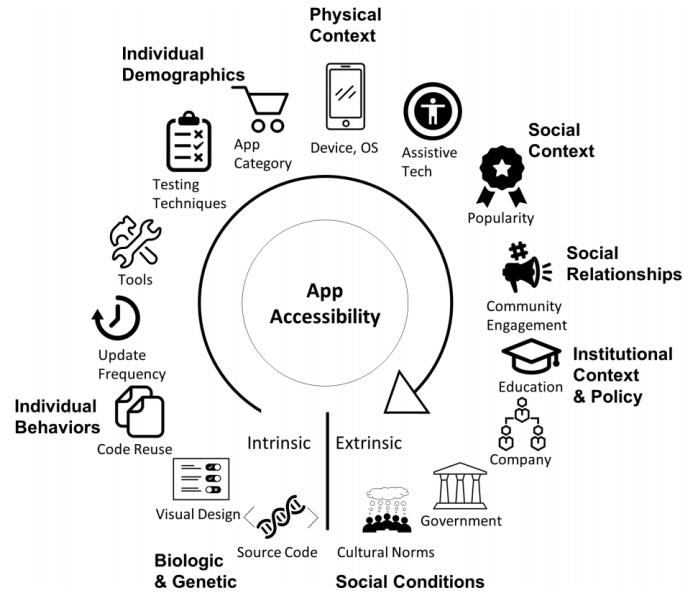 Physical
Context
Individual
Demographics
App
Category
Device, OS
Assistive
Tech
Social
Context
Testing
Techniques
Popularity
Tools
Social
Relationships
App
Accessibility
Community
Engagement
Update
Frequency
Institutional
Context
& Policy
Education
Individual
Behaviors
Code Reuse
Intrinsic
Extrinsic
Company
Visual Design
Government
Source Code
Cultural Norms
Biologic
& Genetic
Social Conditions